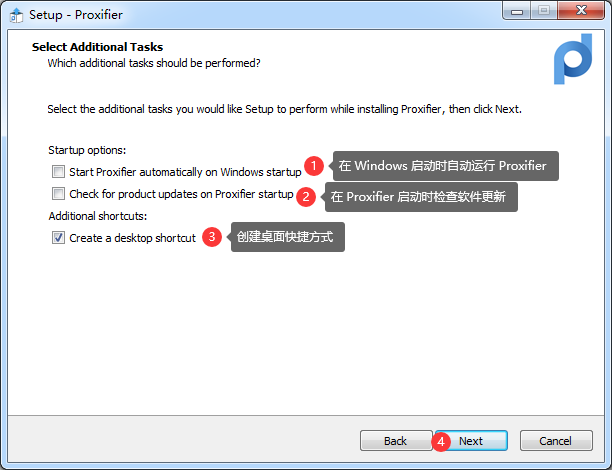 Setup - Proxifier
Select Additional Tasks
Which additional tasks should be performed?
Select the additional tasks you would like Setup to perform while installing Proxifier, then click Next.
Startup options:
Start Proxifier automatically on Windows startup 1 在 Windows 启动时自动运行 Proxifier
Check for product updates on Proxifier startup 2 在 Proxifier 启动时检查软件更新
Additional shortcuts:
Create a desktop shortcut 3 创建桌面快捷方式
Back 4 Next Cancel